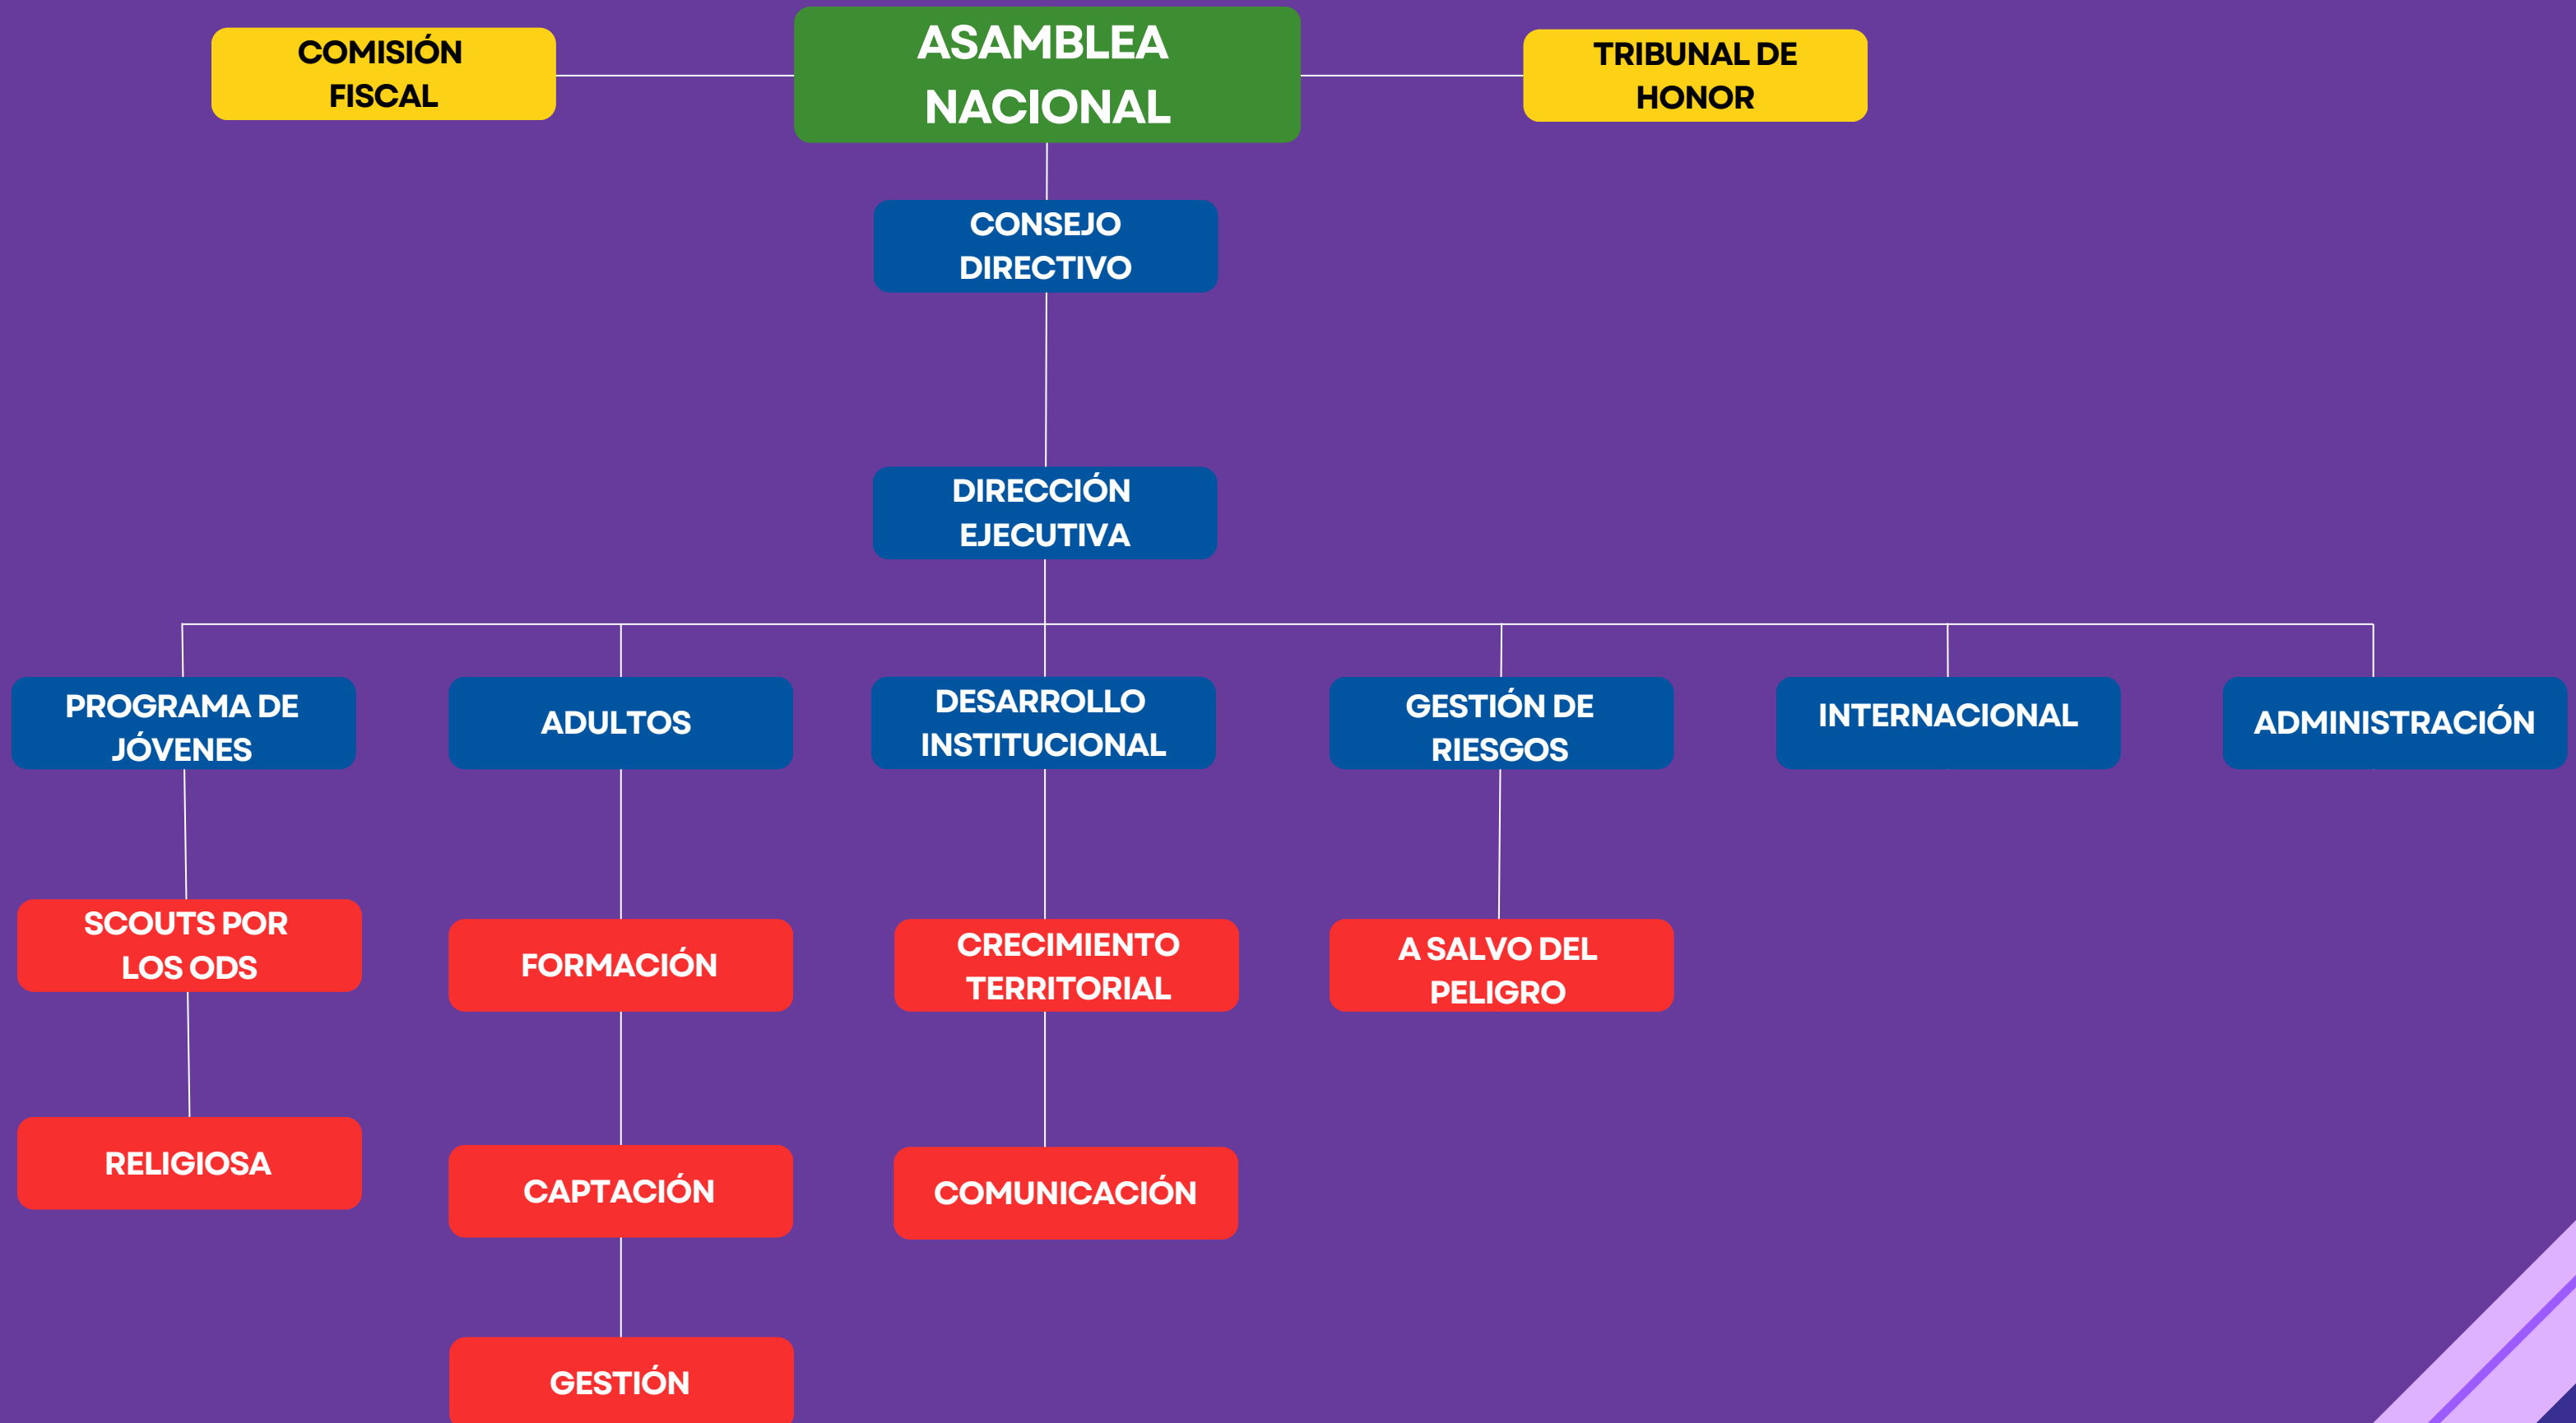 COMISIÓN
FISCAL
ASAMBLEA
NACIONAL
TRIBUNAL DE
HONOR
CONSEJO
DIRECTIVO
DIRECCIÓN
EJECUTIVA
PROGRAMA DE
JÓVENES
ADULTOS
DESARROLLO
INSTITUCIONAL
GESTIÓN DE
RIESGOS
INTERNACIONAL
ADMINISTRACIÓN
SCOUTS POR
LOS ODS
FORMACIÓN
CRECIMIENTO
TERRITORIAL
A SALVO DEL
PELIGRO
RELIGIOSA
CAPTACIÓN
COMUNICACIÓN
GESTIÓN